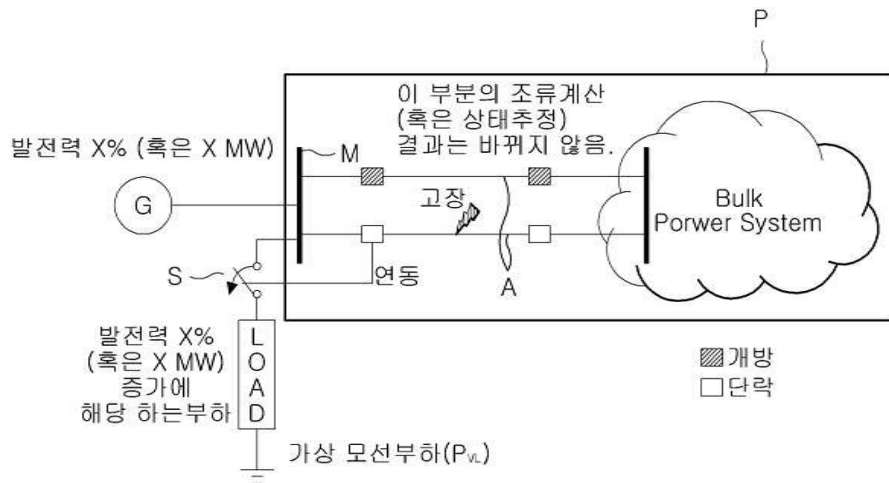 P
이 부분의 조류계산
(혹은 상태추정)
결과는 바뀌지 않음.
발전력 X% (혹은 X MW)
M
G
고장
Bulk
Porwer System
S
연동
A
발전력 X%
(혹은 X MW)
증가에
해당 하는부하
LOAD
개방
단락
가상 모선부하(PVL)